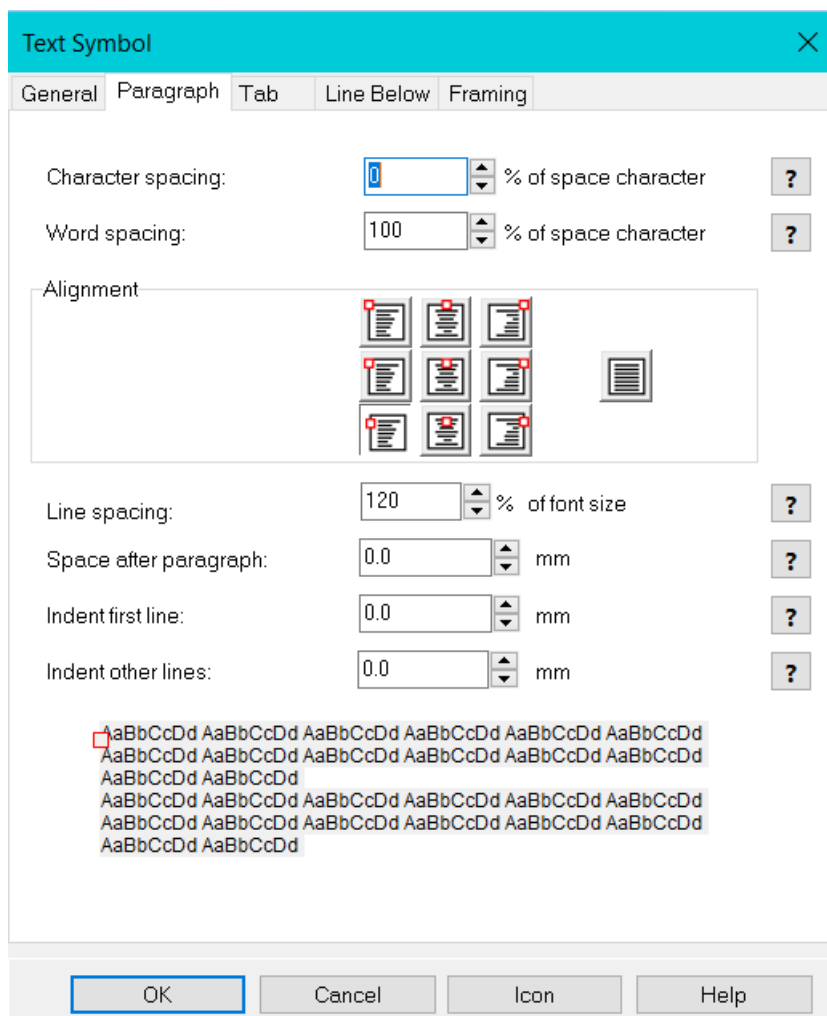 Text Symbol
General Paragraph Tab Line Below Framing
Character spacing: 0 % of space character ?
Word spacing: 100 % of space character ?
Alignment
Line spacing: 120 % of font size ?
Space after paragraph: 0.0 mm ?
Indent first line: 0.0 mm ?
Indent other lines: 0.0 mm ?
AaBbCcDd AaBbCcDd AaBbCcDd AaBbCcDd AaBbCcDd AaBbCcDd
AaBbCcDd AaBbCcDd AaBbCcDd AaBbCcDd AaBbCcDd AaBbCcDd
AaBbCcDd AaBbCcDd
AaBbCcDd AaBbCcDd AaBbCcDd AaBbCcDd AaBbCcDd AaBbCcDd
AaBbCcDd AaBbCcDd AaBbCcDd AaBbCcDd AaBbCcDd AaBbCcDd
AaBbCcDd AaBbCcDd
OK Cancel Icon Help